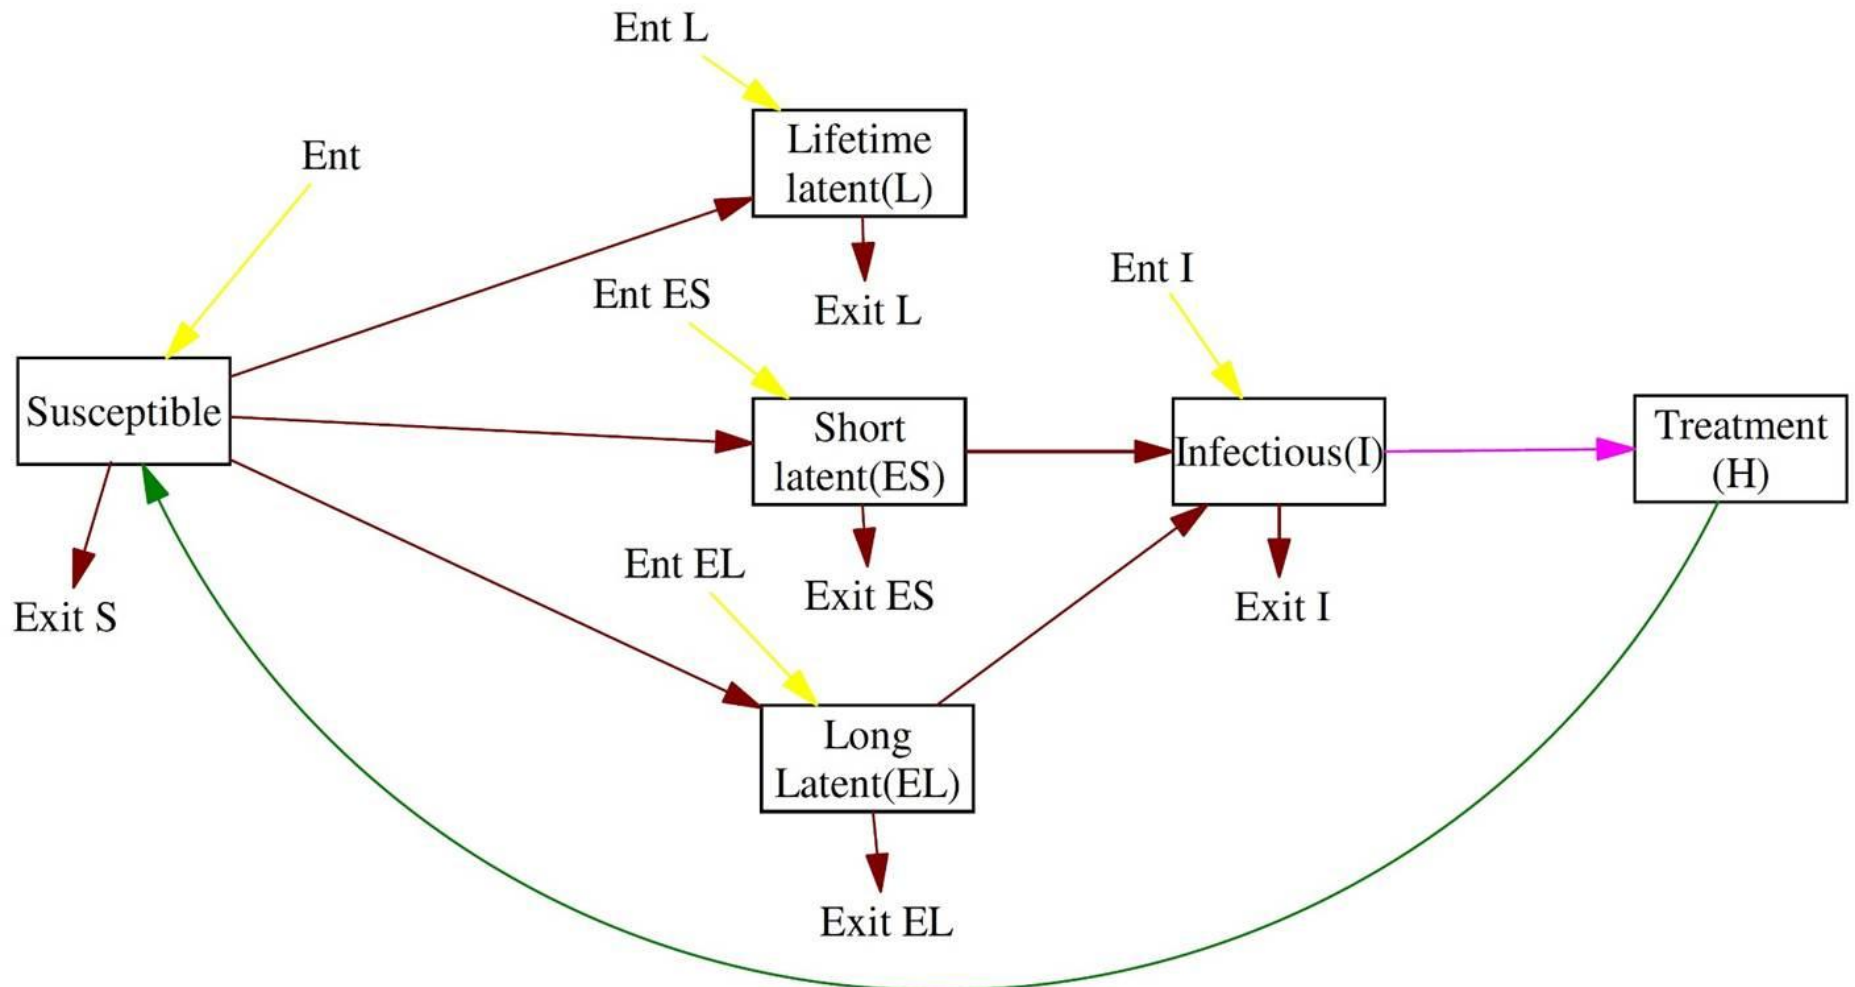 Ent L
Lifetime
latent(L)
Ent
Exit L
Ent ES
Ent I
Susceptible
Short
latent(ES)
Infectious(I)
Treatment
(H)
Exit S
Ent EL
Exit ES
Exit I
Long
Latent(EL)
Exit EL